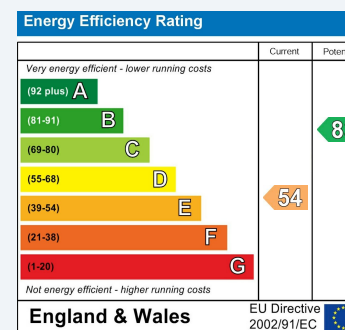 Energy Efficiency Rating
Current
Very energy efficient - lower running costs
(92 plus) A
(81-91) B
(69-80) C
(55-68) D
(39-54) E
54
(21-38) F
(1-20) G
Not energy efficient - higher running costs
England & Wales
EU Directive
2002/91/EC